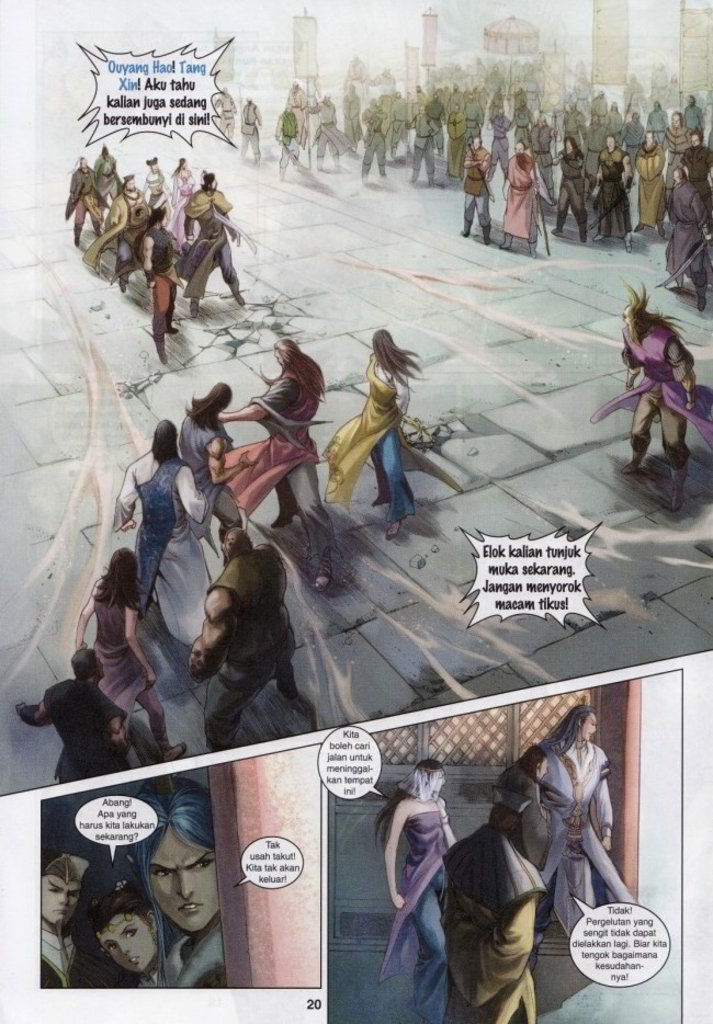 Ouyang Hao! Tang
Xin! Aku tahu
kalian juga sedang
bersembunyi di sini!
Elok kalian tunjuk
muka sekarang.
Jangan menyorok
macam tikus!
Abang!
Apa yang
harus kita lakukan
sekarang?
Tak
usah takut!
Kita tak akan
keluar!
Kita
boleh cari
jalan untuk
meninggal-
kan tempat
ini!
Tidak!
Pergelutan yang
sengit tidak dapat
dielakkan lagi. Biar kita
tengok bagaimana
kesudahan-
nya!
20